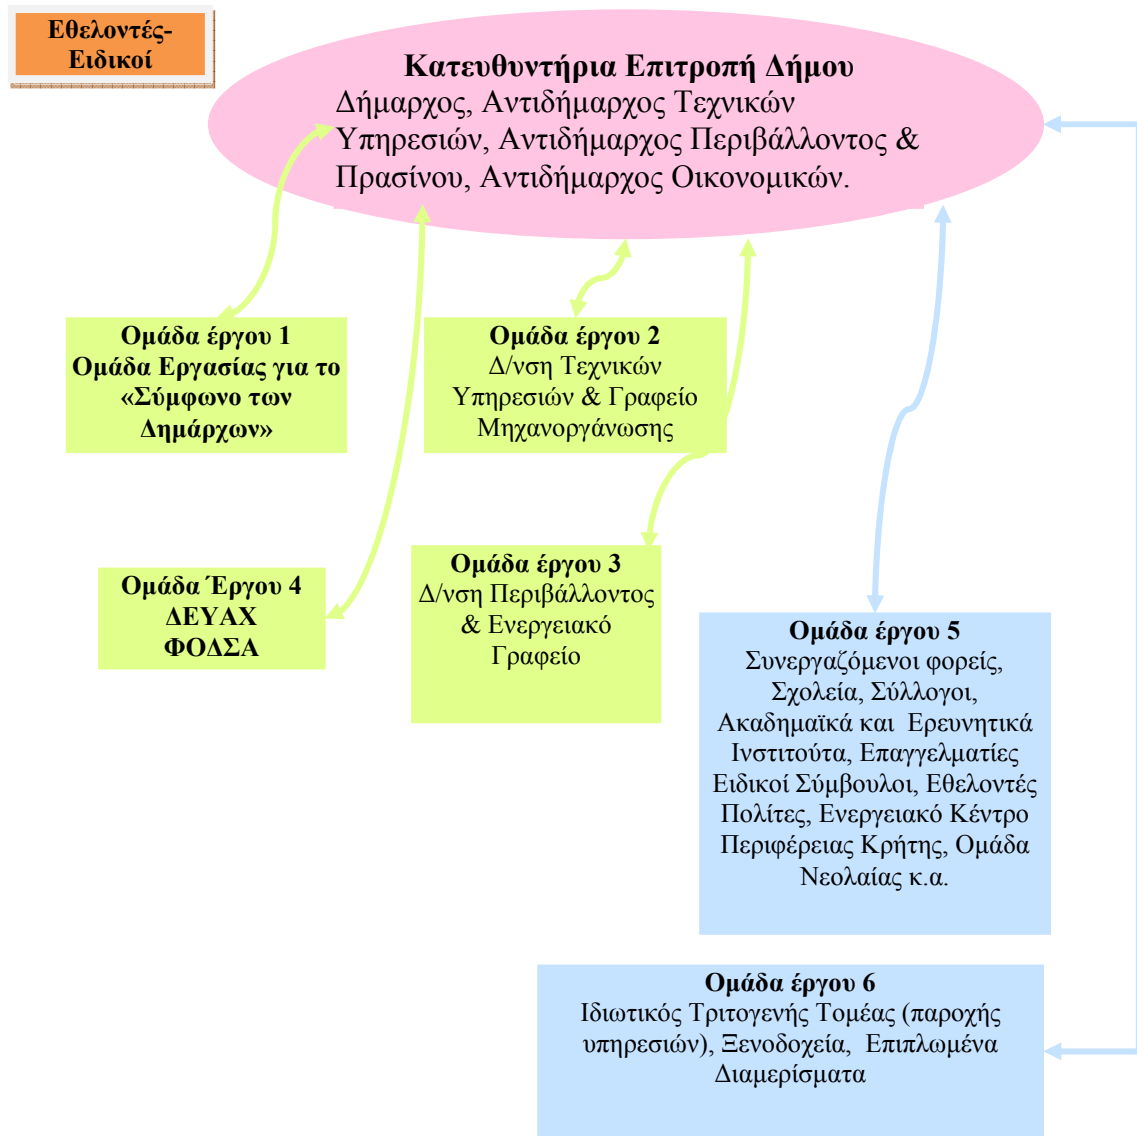 Εθελοντές-
Ειδικοί
Κατευθυντήρια Επιτροπή Δήμου
Δήμαρχος, Αντιδήμαρχος Τεχνικών
Υπηρεσιών, Αντιδήμαρχος Περιβάλλοντος &
Πρασίνου, Αντιδήμαρχος Οικονομικών.
Ομάδα έργου 1
Ομάδα Εργασίας για το
«Σύμφωνο των
Δημάρχων»
Ομάδα έργου 2
Δ/νση Τεχνικών
Υπηρεσιών & Γραφείο
Μηχανοργάνωσης
Ομάδα έργου 3
Δ/νση Περιβάλλοντος
& Ενεργειακό
Γραφείο
Ομάδα Έργου 4
ΔΕΥΑΧ
ΦΟΔΣΑ
Ομάδα έργου 5
Συνεργαζόμενοι φορείς,
Σχολεία, Σύλλογοι,
Ακαδημαϊκά και Ερευνητικά
Ινστιτούτα, Επαγγελματίες
Ειδικοί Σύμβουλοι, Εθελοντές
Πολίτες, Ενεργειακό Κέντρο
Περιφέρειας Κρήτης, Ομάδα
Νεολαίας κ.α.
Ομάδα έργου 6
Ιδιωτικός Τριτογενής Τομέας (παροχής
υπηρεσιών), Ξενοδοχεία, Επιπλωμένα
Διαμερίσματα